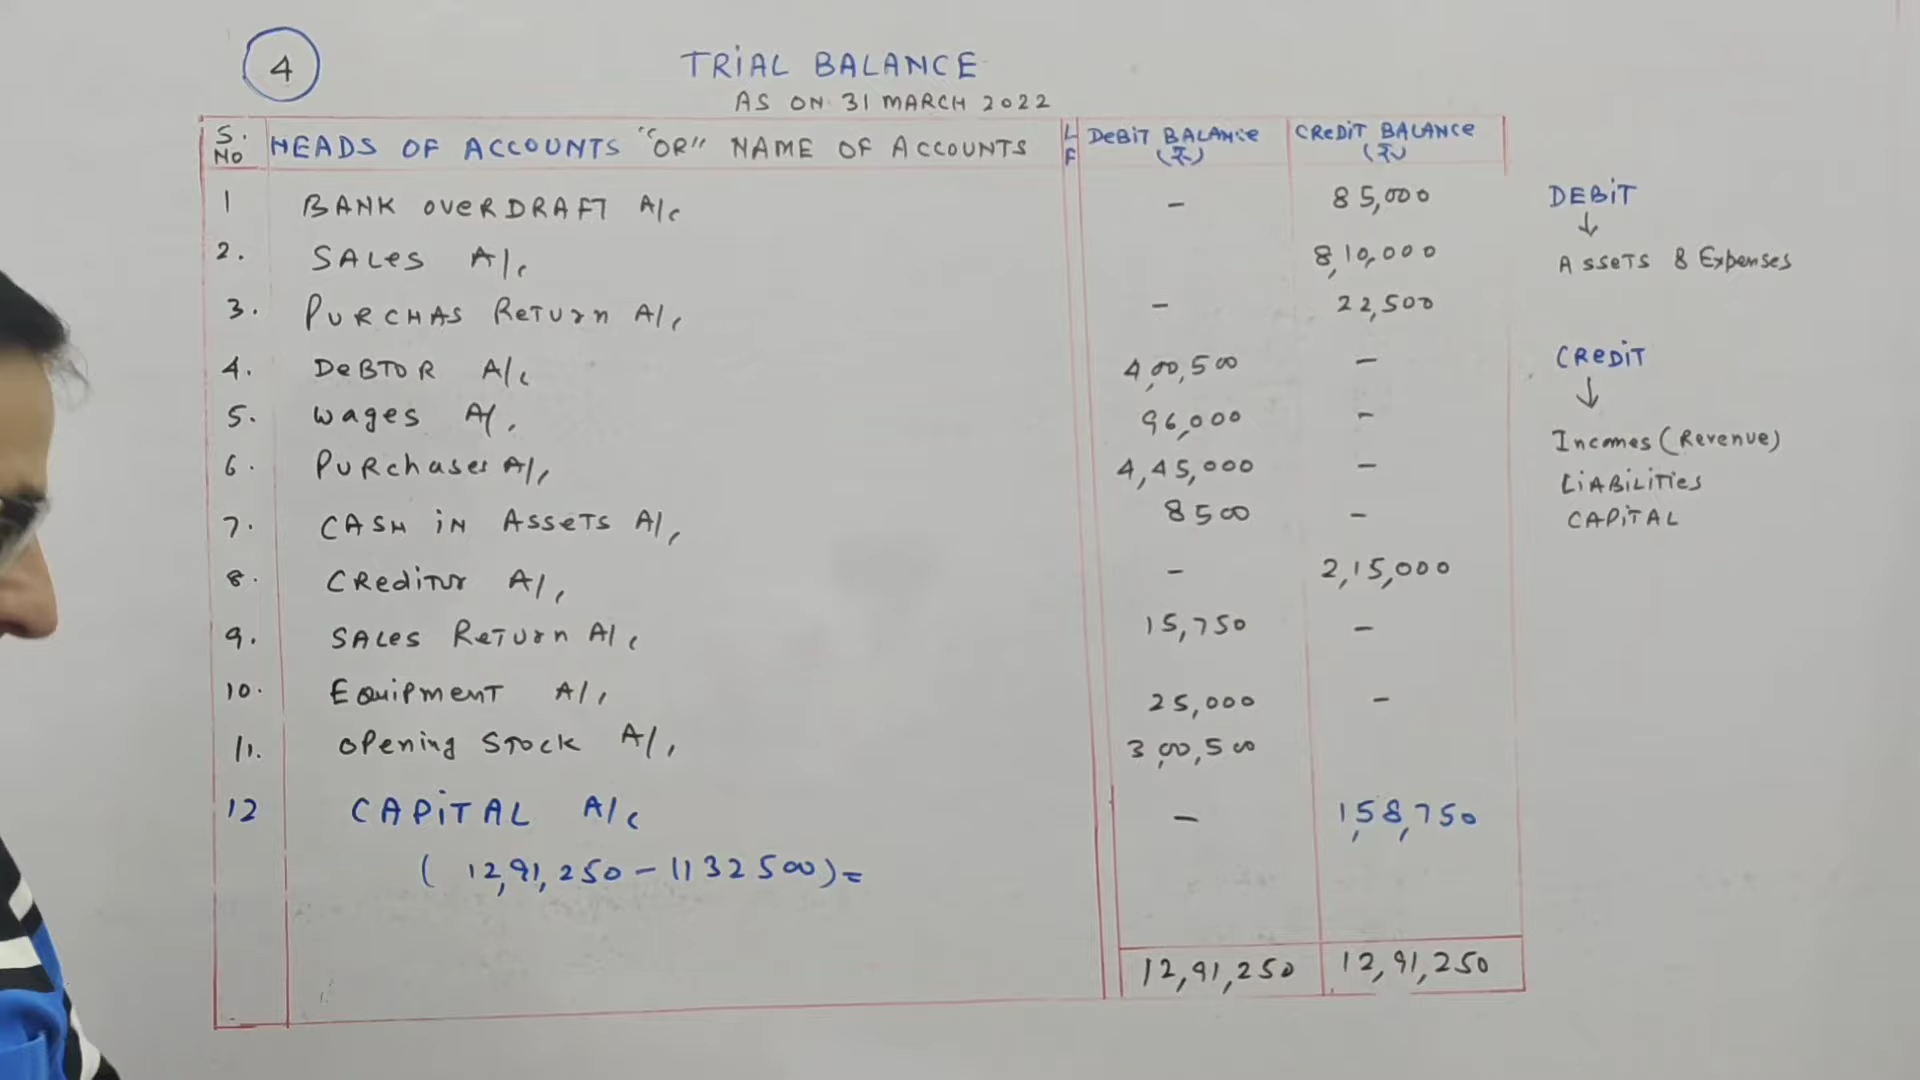 4
TRIAL BALANCE
AS ON 31 MARCH 2022
S. NO HEADS OF ACCOUNTS "OR" NAME OF ACCOUNTS LF DEBIT BALANCE (₹) CREDIT BALANCE (₹)
1 BANK OVERDRAFT A/c - 85,000
2. SALES A/c 8,10,000
3. PURCHAS RETURN A/c - 22,500
4. DEBTOR A/c 4,00,500 -
5. Wages A/c 96,000 -
6. PURchases A/c 4,45,000 -
7. CASH IN ASSETS A/c 8500 -
8. CREDITOR A/c - 2,15,000
9. SALES RETURN A/c 15,750 -
10. EQUIPMENT A/c 25,000 -
11. OPENING STOCK A/c 3,00,500
12 CAPITAL A/c - 1,58,750
(12,91,250 - 1132500) =
12,91,250 12,91,250
DEBIT
↓
ASSETS & Expenses
CREDIT
↓
Incomes (Revenue)
LIABILITIES
CAPITAL